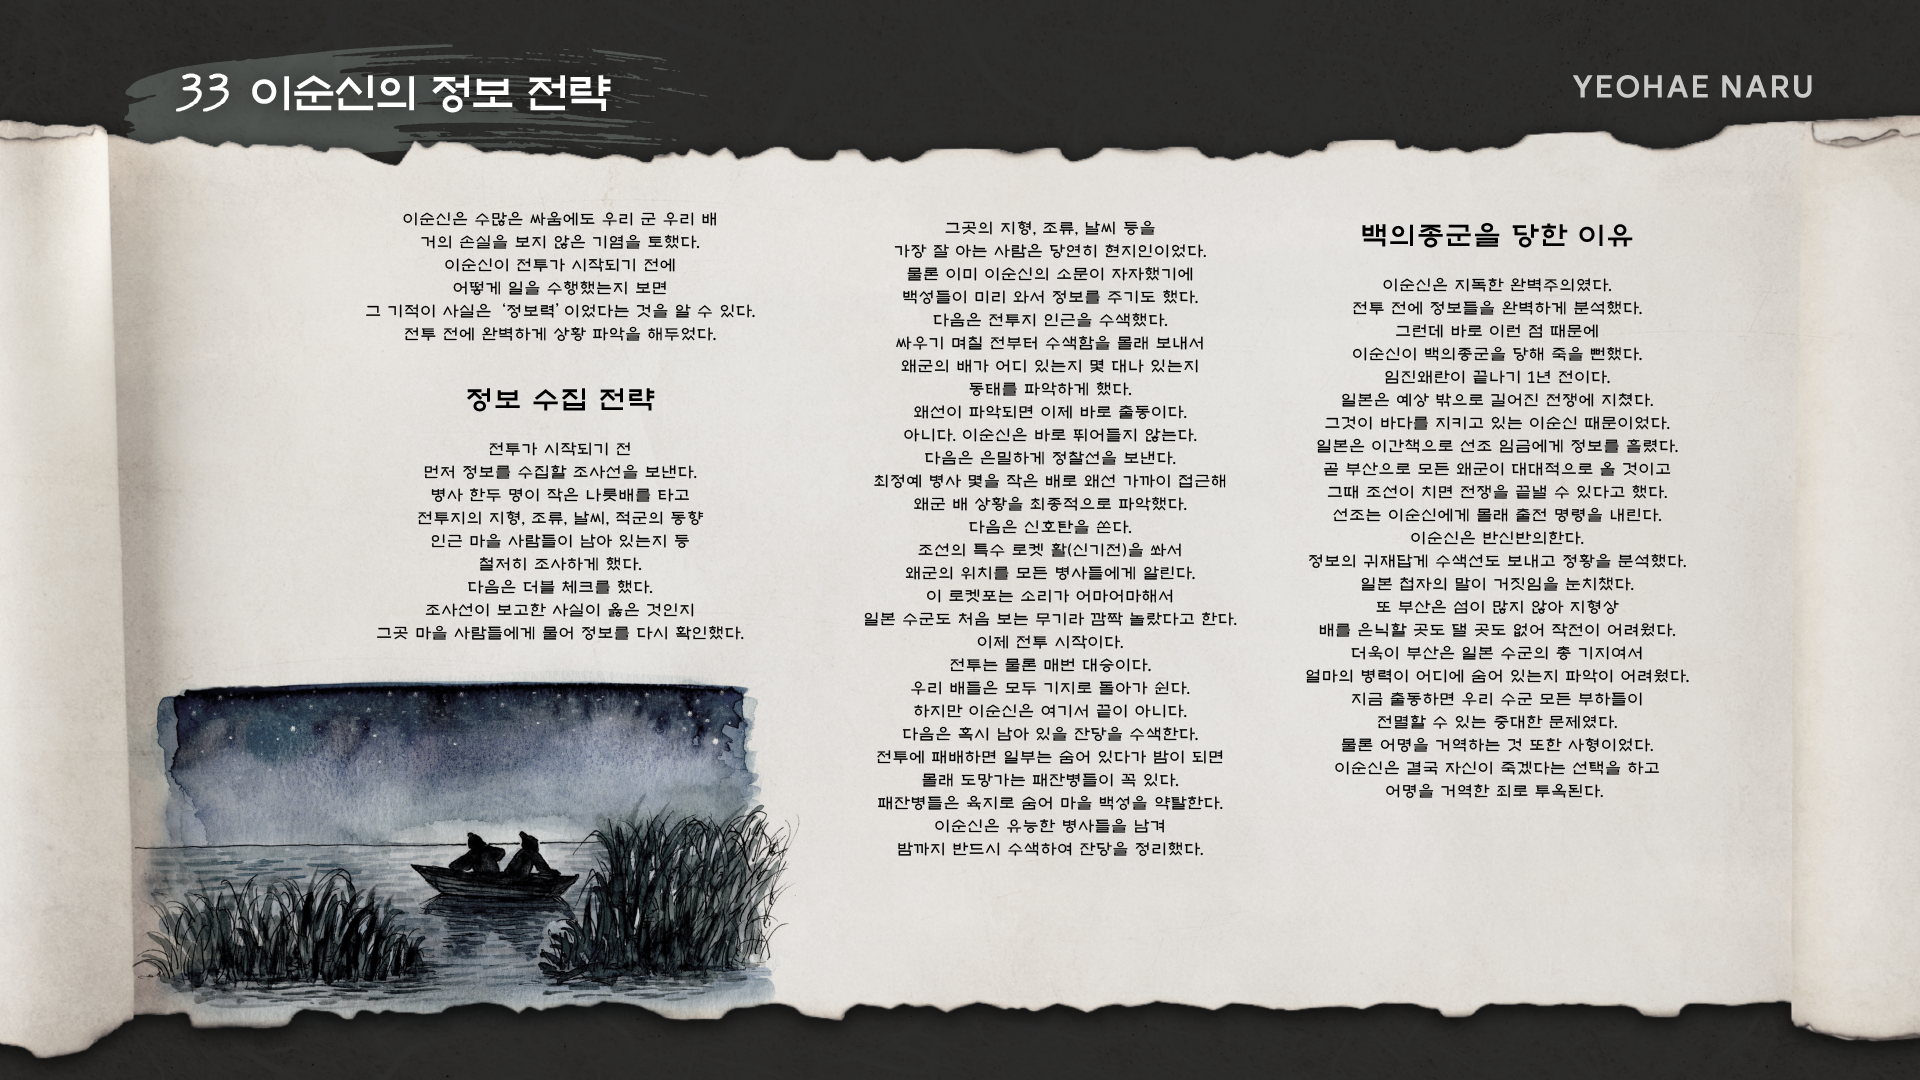 33 이순신의 정보 전략
YEOHAE NARU
이순신은 수많은 싸움에도 우리 군 우리 배
거의 손실을 보지 않은 기염을 토했다.
이순신이 전투가 시작되기 전에
어떻게 일을 수행했는지 보면
그 기적이 사실은 ‘정보력’이었다는 것을 알 수 있다.
전투 전에 완벽하게 상황 파악을 해두었다.
정보 수집 전략
전투가 시작되기 전
먼저 정보를 수집할 조사선을 보낸다.
병사 한두 명이 작은 나룻배를 타고
전투지의 지형, 조류, 날씨, 적군의 동향
인근 마을 사람들이 남아 있는지 등
철저히 조사하게 했다.
다음은 더블 체크를 했다.
조사선이 보고한 사실이 옳은 것인지
그곳 마을 사람들에게 물어 정보를 다시 확인했다.
그곳의 지형, 조류, 날씨 등을
가장 잘 아는 사람은 당연히 현지인이었다.
물론 이미 이순신의 소문이 자자했기에
백성들이 미리 와서 정보를 주기도 했다.
다음은 전투지 인근을 수색했다.
싸우기 며칠 전부터 수색함을 몰래 보내서
왜군의 배가 어디 있는지 몇 대나 있는지
동태를 파악하게 했다.
왜선이 파악되면 이제 바로 출동이다.
아니다. 이순신은 바로 뛰어들지 않는다.
다음은 은밀하게 정찰선을 보낸다.
최정예 병사 몇을 작은 배로 왜선 가까이 접근해
왜군 배 상황을 최종적으로 파악했다.
다음은 신호탄을 쏜다.
조선의 특수 로켓 활(신기전)을 쏴서
왜군의 위치를 모든 병사들에게 알린다.
이 로켓포는 소리가 어마어마해서
일본 수군도 처음 보는 무기라 깜짝 놀랐다고 한다.
이제 전투 시작이다.
전투는 물론 매번 대승이다.
우리 배들은 모두 기지로 돌아가 쉰다.
하지만 이순신은 여기서 끝이 아니다.
다음은 혹시 남아 있을 잔당을 수색한다.
전투에 패배하면 일부는 숨어 있다가 밤이 되면
몰래 도망가는 패잔병들이 꼭 있다.
패잔병들은 육지로 숨어 마을 백성을 약탈한다.
이순신은 유능한 병사들을 남겨
밤까지 반드시 수색하여 잔당을 정리했다.
백의종군을 당한 이유
이순신은 지독한 완벽주의였다.
전투 전에 정보들을 완벽하게 분석했다.
그런데 바로 이런 점 때문에
이순신이 백의종군을 당해 죽을 뻔했다.
임진왜란이 끝나기 1년 전이다.
일본은 예상 밖으로 길어진 전쟁에 지쳤다.
그것이 바다를 지키고 있는 이순신 때문이었다.
일본은 이간책으로 선조 임금에게 정보를 흘렸다.
곧 부산으로 모든 왜군이 대대적으로 올 것이고
그때 조선이 치면 전쟁을 끝낼 수 있다고 했다.
선조는 이순신에게 몰래 출전 명령을 내린다.
이순신은 반신반의한다.
정보의 귀재답게 수색선도 보내고 정황을 분석했다.
일본 첩자의 말이 거짓임을 눈치챘다.
또 부산은 섬이 많지 않아 지형상
배를 은닉할 곳도 댈 곳도 없어 작전이 어려웠다.
더욱이 부산은 일본 수군의 총 기지여서
얼마의 병력이 어디에 숨어 있는지 파악이 어려웠다.
지금 출동하면 우리 수군 모든 부하들이
전멸할 수 있는 중대한 문제였다.
물론 어명을 거역하는 것 또한 사형이었다.
이순신은 결국 자신이 죽겠다는 선택을 하고
어명을 거역한 죄로 투옥된다.